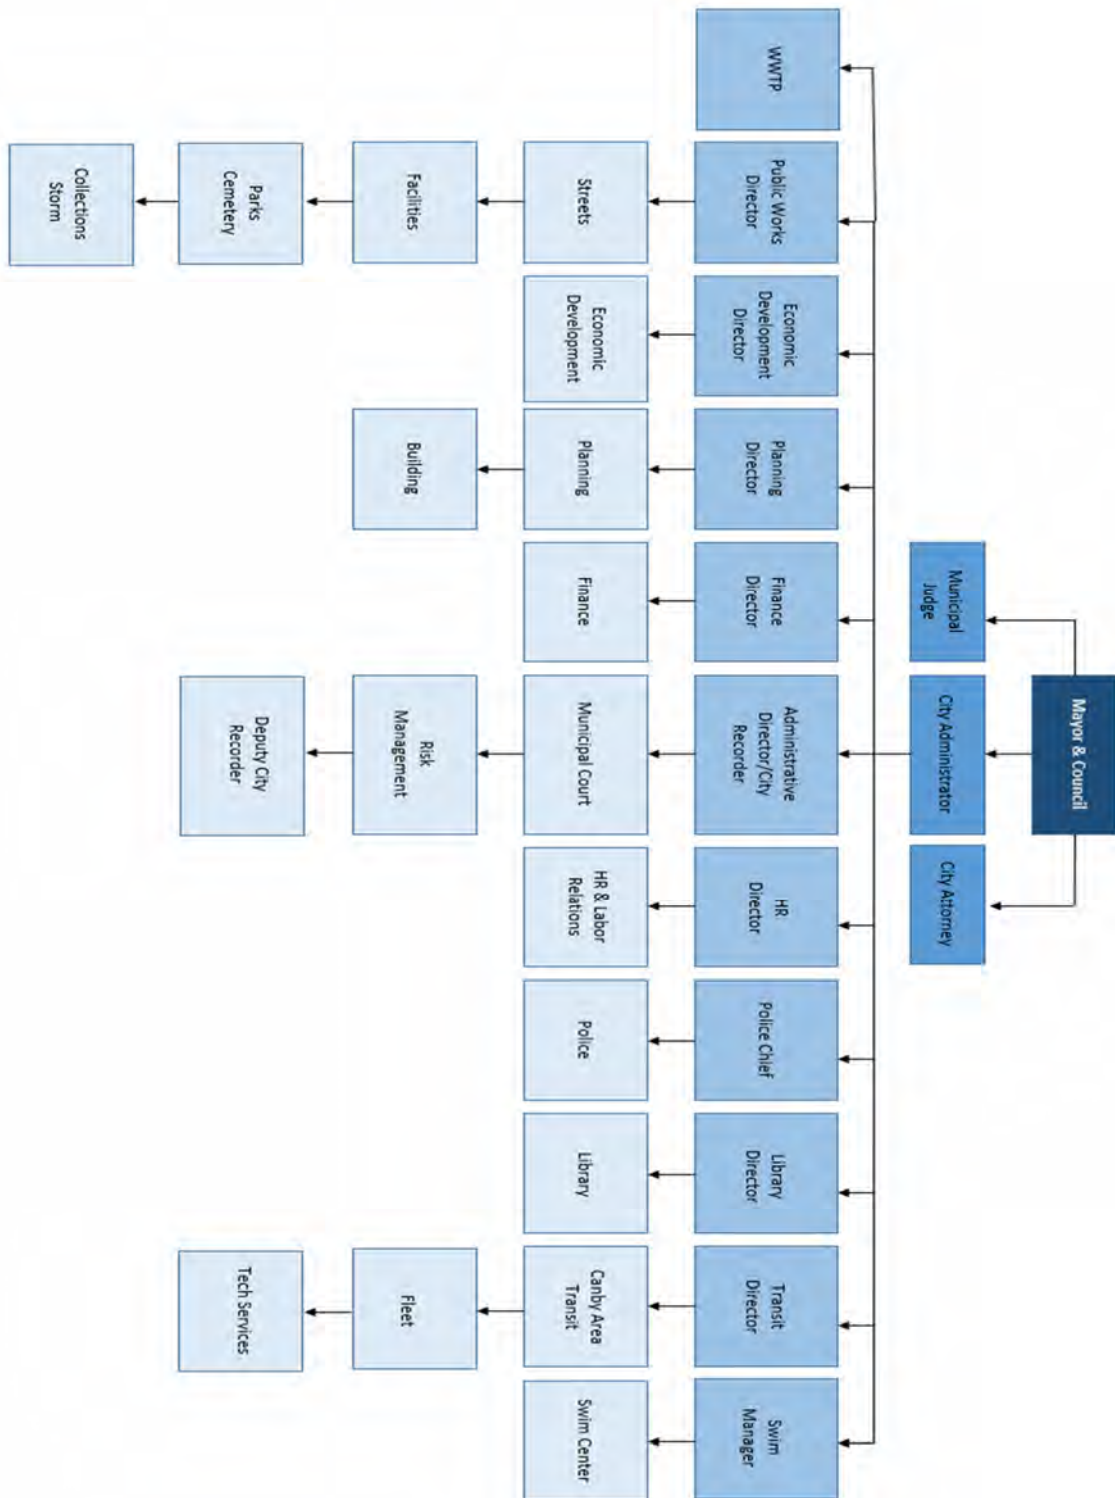 Mayor & Council
Municipal
Judge
City Administrator
City Attorney
WWTP
Public Works
Director
Economic
Development
Director
Planning
Director
Finance
Director
Administrative
Director/City
Recorder
HR
Director
Police Chief
Library
Director
Transit
Director
Swim
Manager
Streets
Economic
Development
Planning
Finance
Municipal Court
HR & Labor
Relations
Police
Library
Canby Area
Transit
Swim Center
Facilities
Building
Risk
Management
Fleet
Parks
Cemetery
Deputy City
Recorder
Tech Services
Collections
Storm